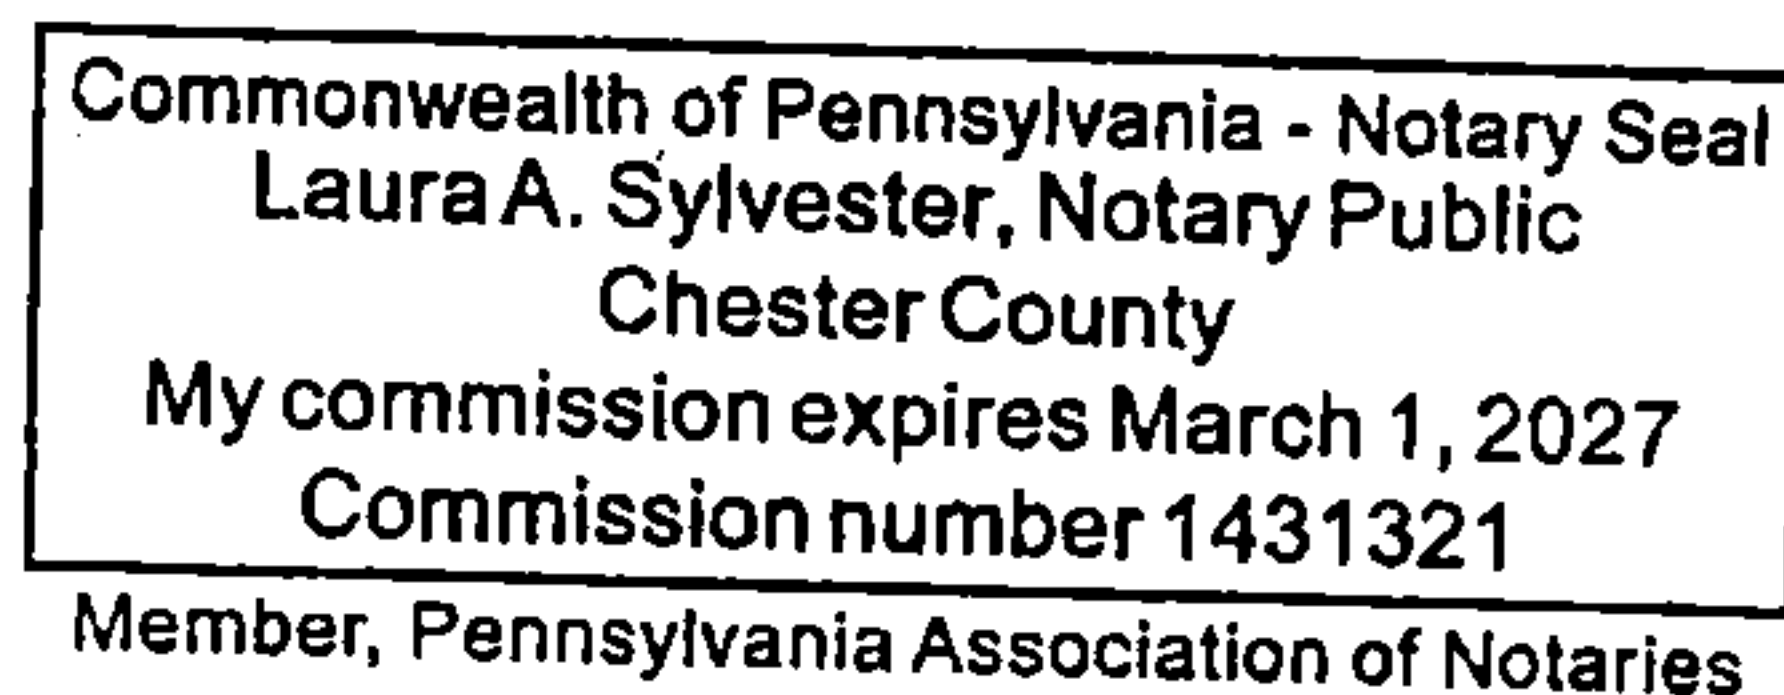 Commonwealth of Pennsylvania - Notary Seal
Laura A. Sylvester, Notary Public
Chester County
My commission expires March 1, 2027
Commission number 1431321
Member, Pennsylvania Association of Notaries